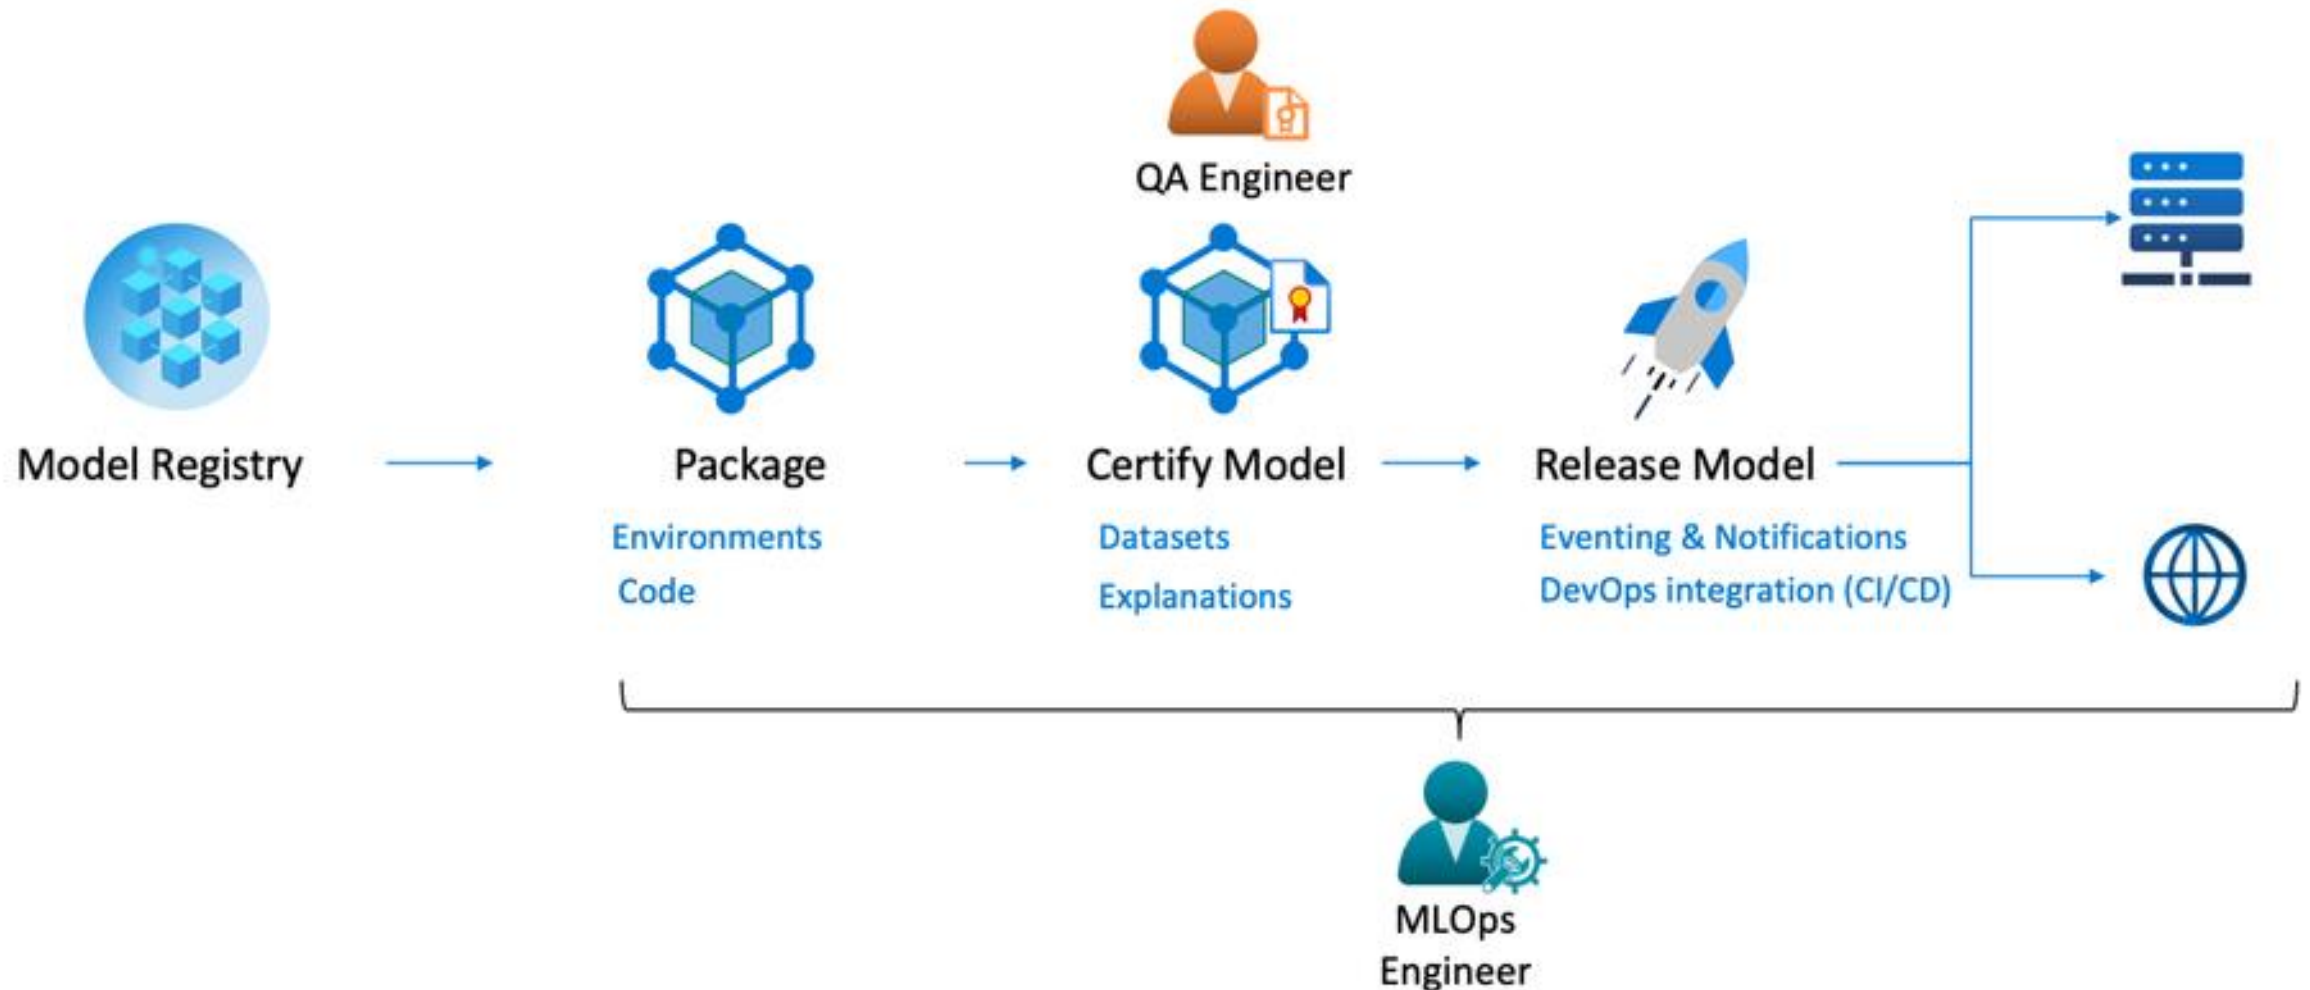 QA Engineer
Model Registry
Package
Certify Model
Release Model
Environments
Code
Datasets
Explanations
Eventing & Notifications
DevOps integration (CI/CD)
MLOps
Engineer